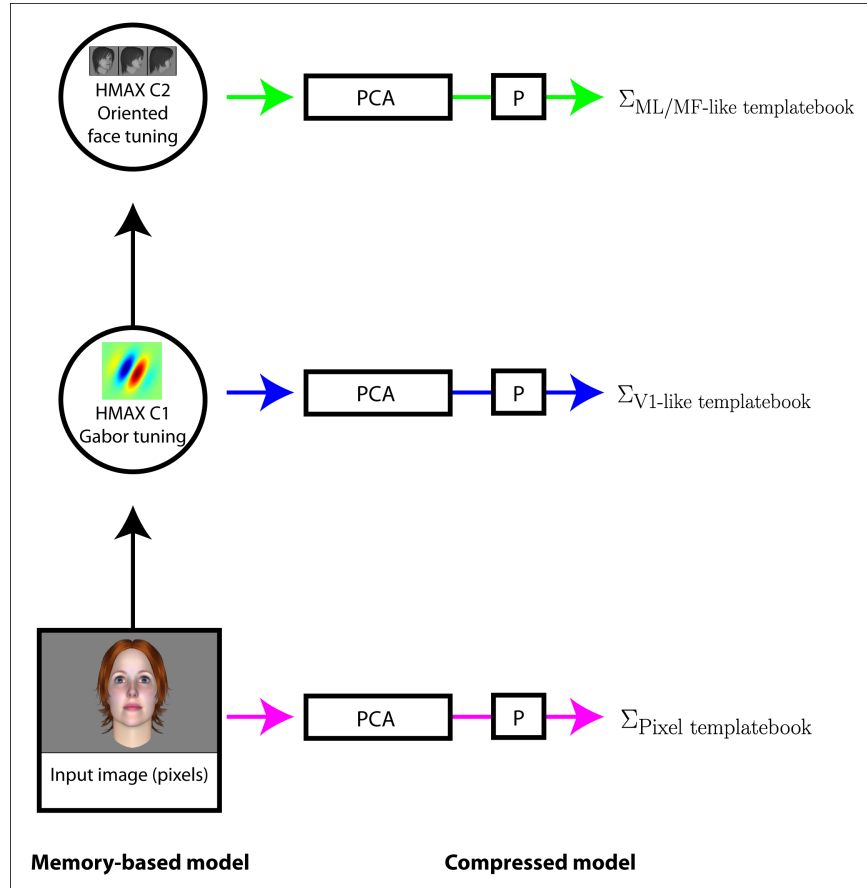 HMAX C2
Oriented
face tuning
PCA
P
Σ_ML/MF-like templatebook
HMAX C1
Gabor tuning
PCA
P
Σ_V1-like templatebook
PCA
P
Σ_Pixel templatebook
Input image (pixels)
Memory-based model
Compressed model